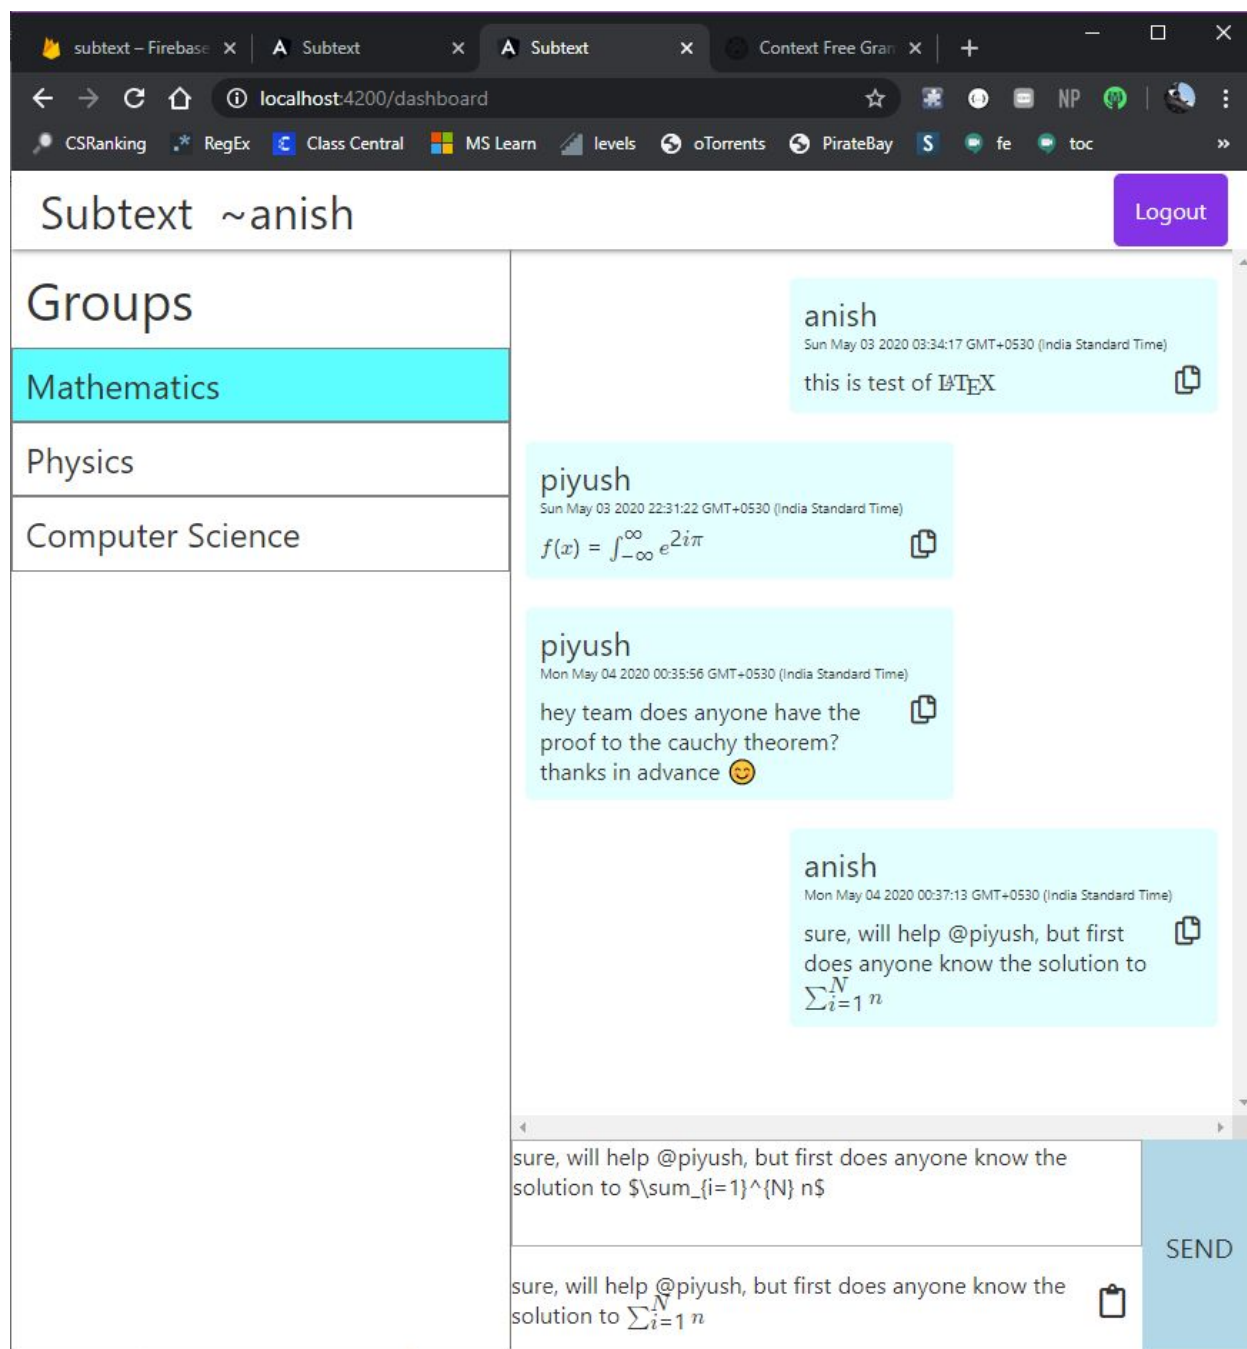 subtext – Firebase
Subtext
Subtext
Context Free Gran
localhost:4200/dashboard
NP
CSRanking
RegEx
Class Central
MS Learn
levels
oTorrents
PirateBay
S
fe
toc
»
Subtext ~anish
Logout
Groups
Mathematics
Physics
Computer Science
anish
Sun May 03 2020 03:34:17 GMT+0530 (India Standard Time)
this is test of LATEX
piyush
Sun May 03 2020 22:31:22 GMT+0530 (India Standard Time)
f(x) = ∫_{-∞}^{∞} e^{2iπ}
piyush
Mon May 04 2020 00:35:56 GMT+0530 (India Standard Time)
hey team does anyone have the
proof to the cauchy theorem?
thanks in advance 😊
anish
Mon May 04 2020 00:37:13 GMT+0530 (India Standard Time)
sure, will help @piyush, but first
does anyone know the solution to
∑_{i=1}^{N} n
sure, will help @piyush, but first does anyone know the
solution to $\sum_{i=1}^{N} n$
SEND
sure, will help @piyush, but first does anyone know the
solution to ∑_{i=1}^{N} n